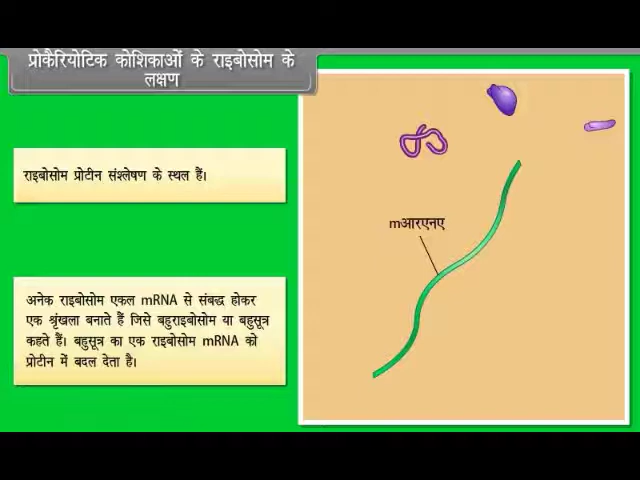 प्रोकैरियोटिक कोशिकाओं के राइबोसोम के
लक्षण
राइबोसोम प्रोटीन संश्लेषण के स्थल हैं।
अनेक राइबोसोम एकल mRNA से संबद्ध होकर
एक श्रृंखला बनाते हैं जिसे बहुराइबोसोम या बहुसूत्र
कहते हैं। बहुसूत्र का एक राइबोसोम mRNA को
प्रोटीन में बदल देता है।
mआरएनए